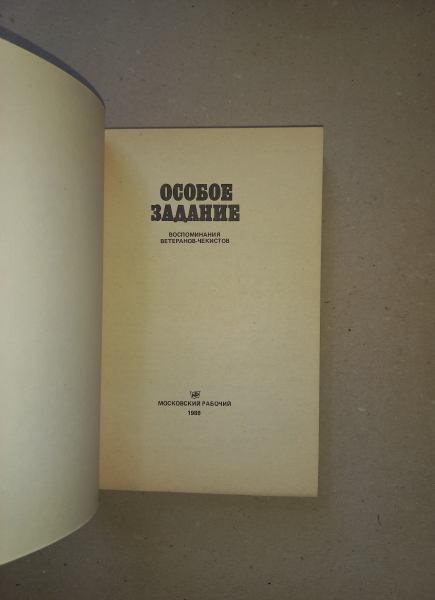 ОСОБОЕ
ЗАДАНИЕ
ВОСПОМИНАНИЯ
ВЕТЕРАНОВ-ЧЕКИСТОВ
МОСКОВСКИЙ РАБОЧИЙ
1988